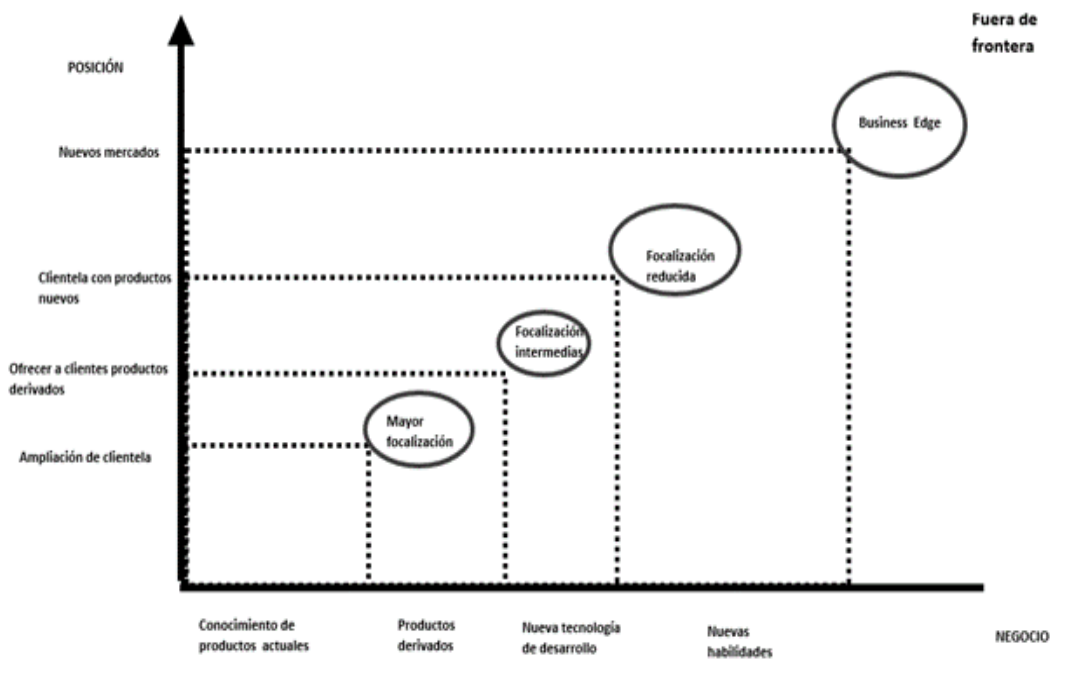 Fuera de
frontera
POSICIÓN
Business Edge
Nuevos mercados
Focalización
reducida
Clientela con productos
nuevos
Focalización
intermedias
Ofrecer a clientes productos
derivados
Mayor
focalización
Ampliación de clientela
Conocimiento de
productos actuales
Productos
derivados
Nueva tecnología
de desarrollo
Nuevas
habilidades
NEGOCIO